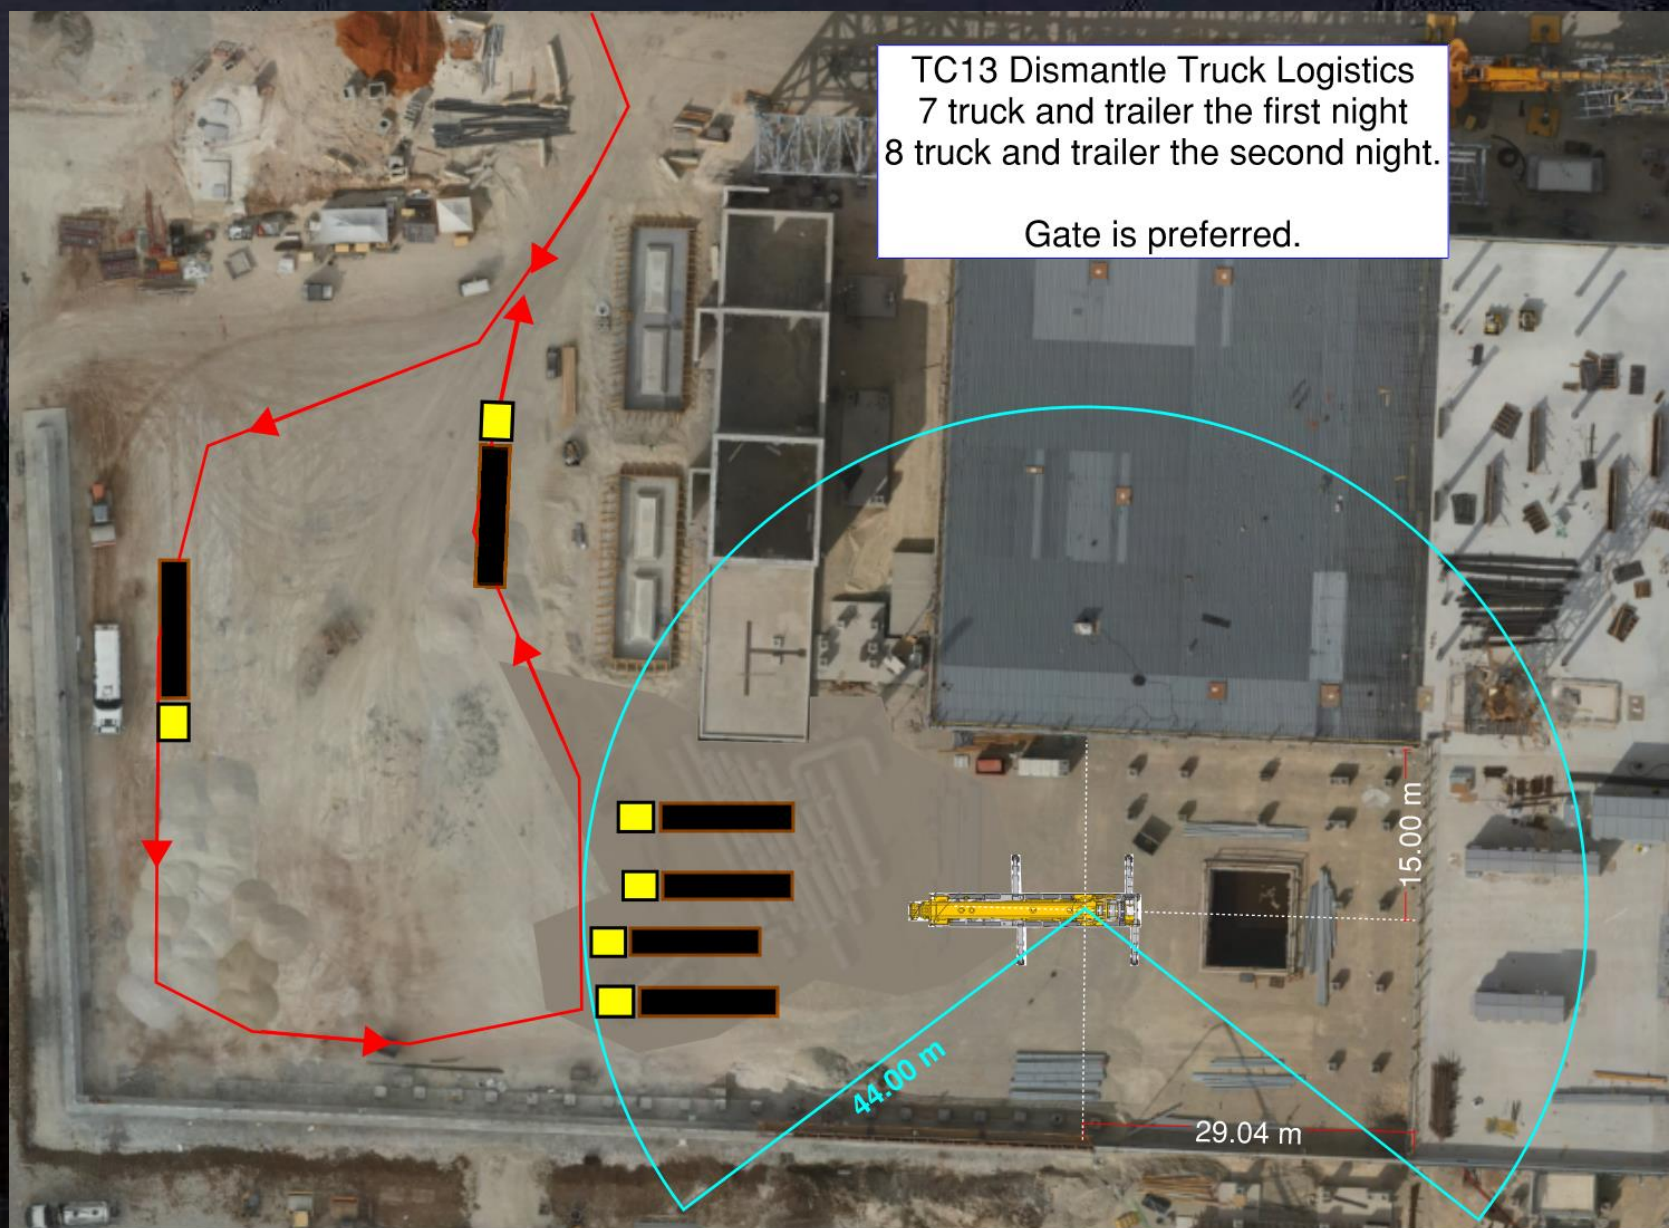 TC13 Dismantle Truck Logistics
7 truck and trailer the first night
8 truck and trailer the second night.
Gate is preferred.
15.00 m
44.00 m
29.04 m